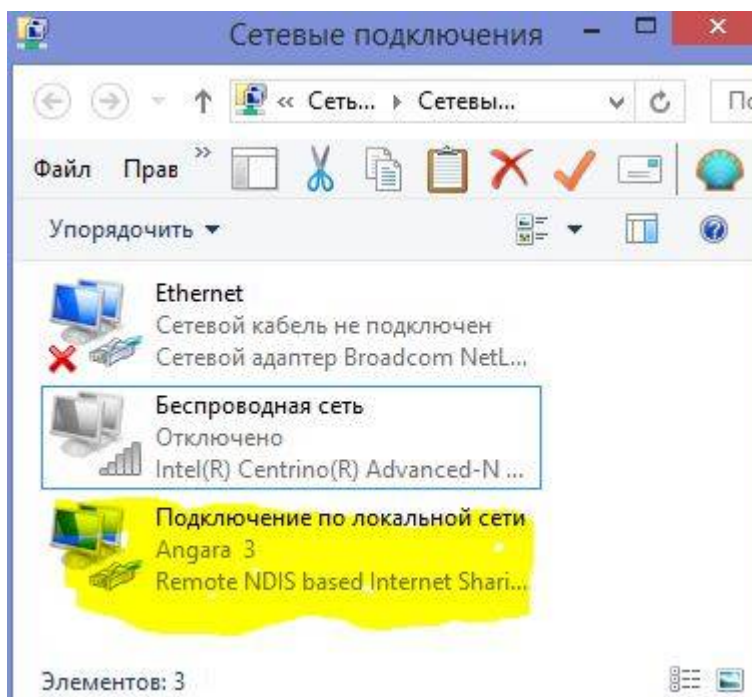 Сетевые подключения
« Сеть... Сетевы...
Файл Прав »
Упорядочить
Ethernet
Сетевой кабель не подключен
Сетевой адаптер Broadcom NetL...
Беспроводная сеть
Отключено
Intel(R) Centrino(R) Advanced-N ...
Подключение по локальной сети
Angara 3
Remote NDIS based Internet Shari...
Элементов: 3